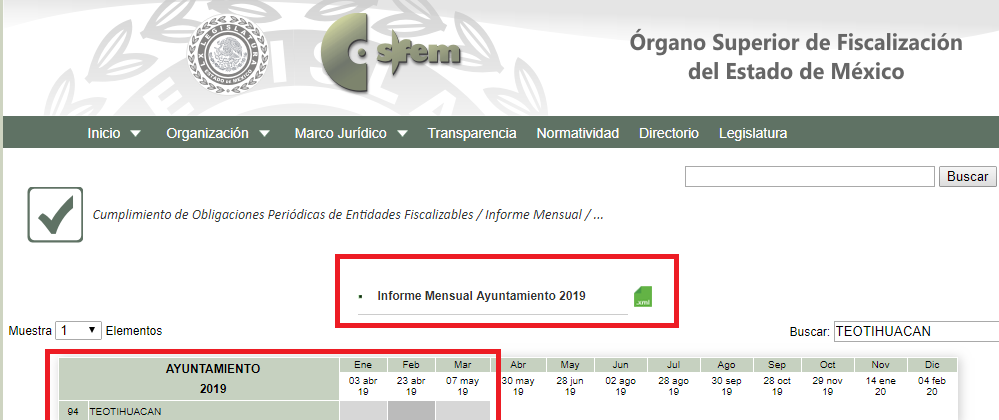 LEGISLATURA
ESTADO DE MÉXICO
osfem
Órgano Superior de Fiscalización
del Estado de México
Inicio Organización Marco Jurídico Transparencia Normatividad Directorio Legislatura
Buscar
Cumplimiento de Obligaciones Periódicas de Entidades Fiscalizables / Informe Mensual / ...
▪ Informe Mensual Ayuntamiento 2019
.xml
Muestra 1 Elementos
Buscar: TEOTIHUACAN
AYUNTAMIENTO
2019
Ene Feb Mar Abr May Jun Jul Ago Sep Oct Nov Dic
03 abr 23 abr 07 may 30 may 28 jun 02 ago 28 ago 30 sep 28 oct 29 nov 14 ene 04 feb
19 19 19 19 19 19 19 19 19 19 20 20
94 TEOTIHUACAN